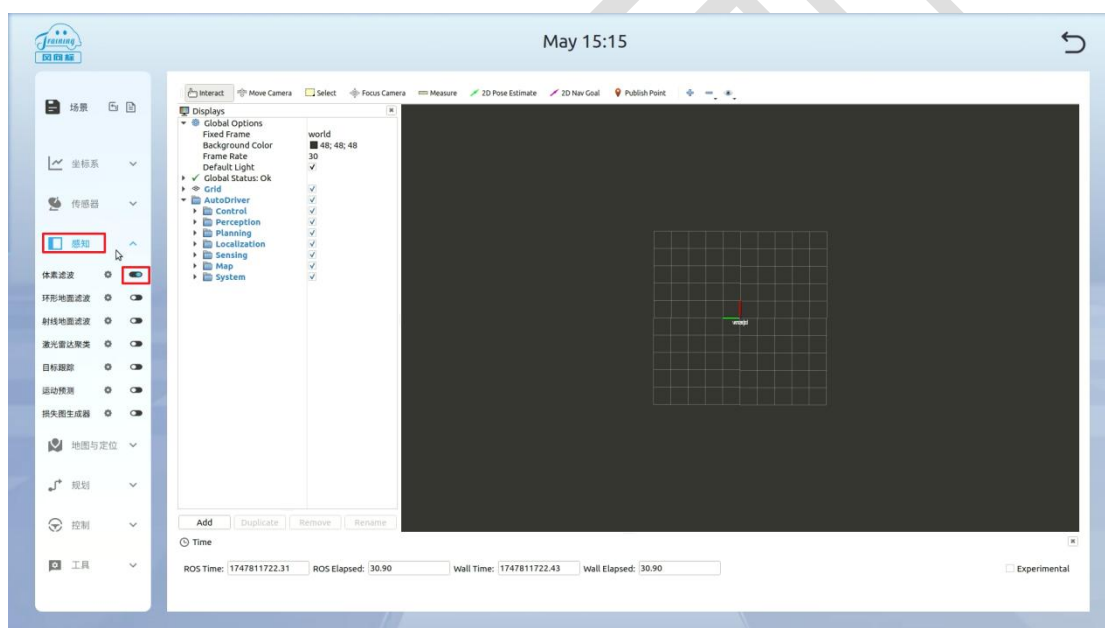 Training
风向标
May 15:15
场景
坐标系
传感器
感知
体素滤波
环形地面滤波
射线地面滤波
激光雷达聚类
目标跟踪
运动预测
损失图生成器
地图与定位
规划
控制
工具
Interact Move Camera Select Focus Camera Measure 2D Pose Estimate 2D Nav Goal Publish Point
Displays
Global Options
Fixed Frame world
Background Color 48; 48; 48
Frame Rate 30
Default Light
Global Status: Ok
Grid
AutoDriver
Control
Perception
Planning
Localization
Sensing
Map
System
Add Duplicate Remove Rename
Time
ROS Time: 1747811722.31 ROS Elapsed: 30.90 Wall Time: 1747811722.43 Wall Elapsed: 30.90 Experimental